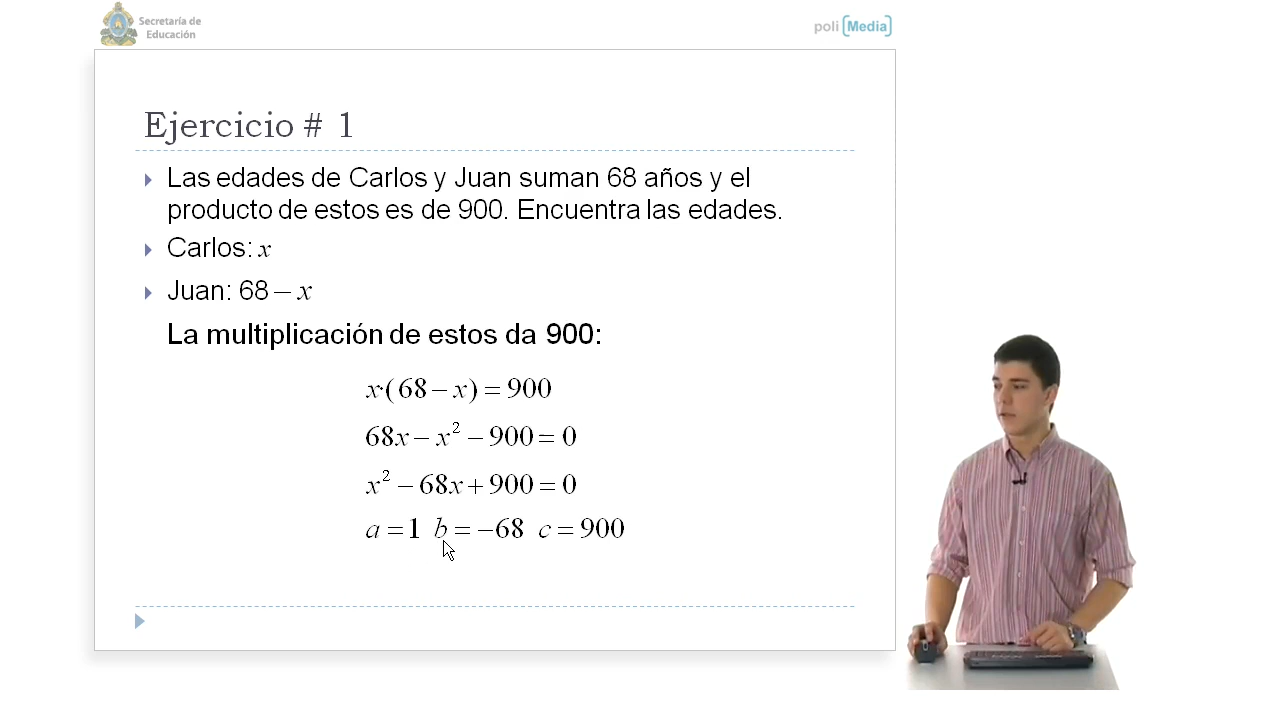 Secretaría de
Educación
poli [Media]
Ejercicio # 1
Las edades de Carlos y Juan suman 68 años y el
producto de estos es de 900. Encuentra las edades.
Carlos: x
Juan: 68 − x
La multiplicación de estos da 900:
x·(68 − x) = 900
68x − x² − 900 = 0
x² − 68x + 900 = 0
a = 1 b = −68 c = 900